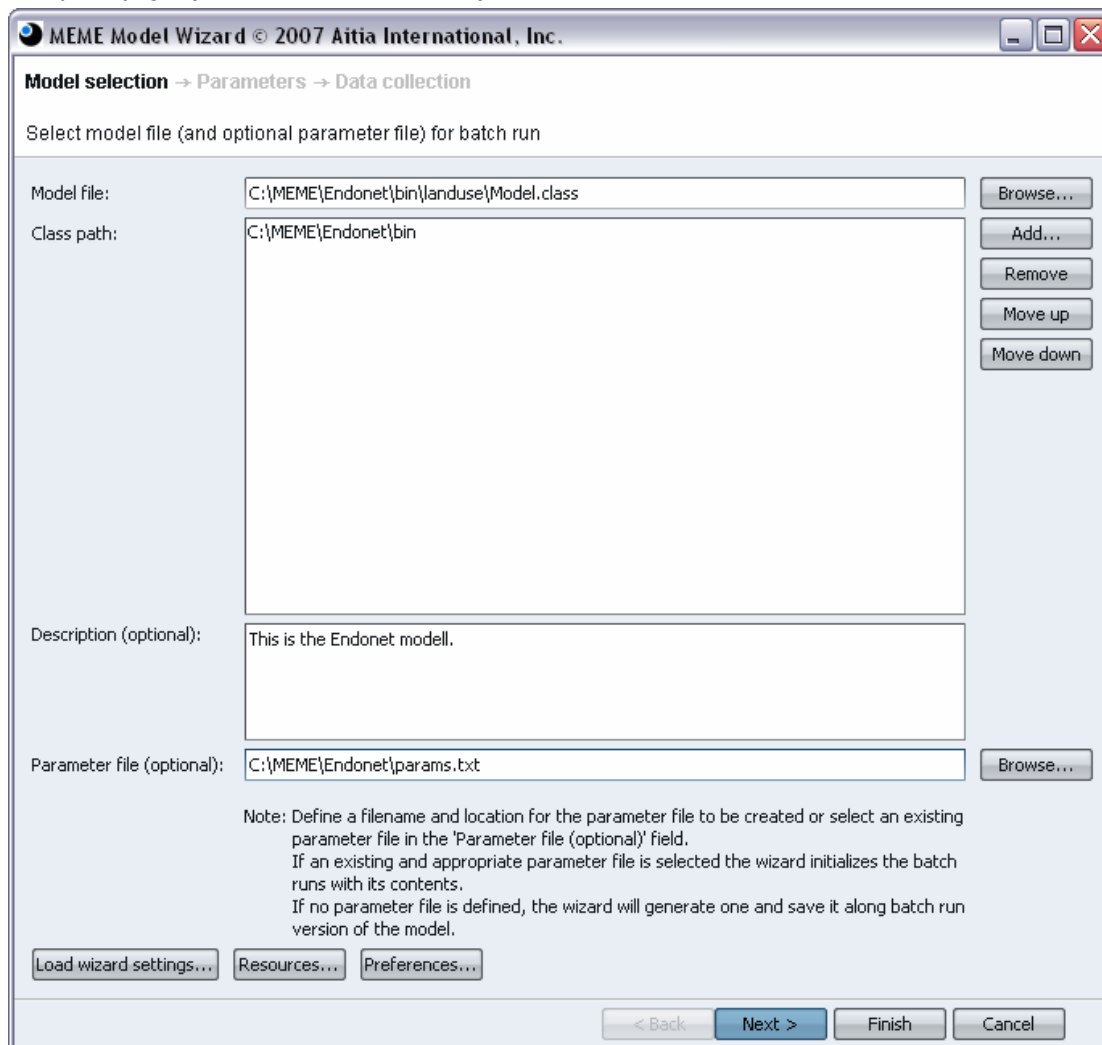 MEME Model Wizard © 2007 Aitia International, Inc.
Model selection → Parameters → Data collection
Select model file (and optional parameter file) for batch run
Model file:
C:\MEME\Endonet\bin\landuse\Model.class
Browse...
Class path:
C:\MEME\Endonet\bin
Add...
Remove
Move up
Move down
Description (optional):
This is the Endonet modell.
Parameter file (optional):
C:\MEME\Endonet\params.txt
Browse...
Note: Define a filename and location for the parameter file to be created or select an existing
parameter file in the 'Parameter file (optional)' field.
If an existing and appropriate parameter file is selected the wizard initializes the batch
runs with its contents.
If no parameter file is defined, the wizard will generate one and save it along batch run
version of the model.
Load wizard settings...
Resources...
Preferences...
< Back
Next >
Finish
Cancel